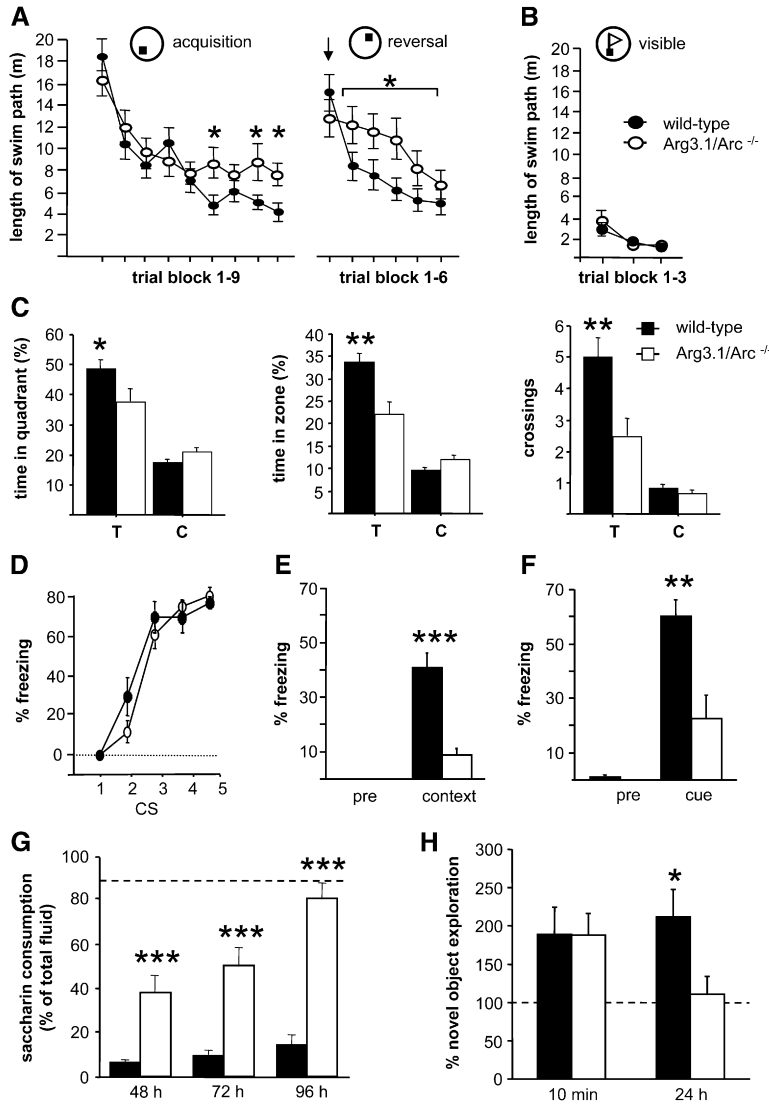 A
acquisition
reversal
length of swim path (m)
20
18
16
14
12
10
8
6
4
2
* * *
*
trial block 1-9
trial block 1-6
B
visible
length of swim path (m)
20
18
16
14
12
10
8
6
4
2
wild-type
Arg3.1/Arc -/-
trial block 1-3
C
time in quadrant (%)
60
50
40
30
20
10
*
T C
time in zone (%)
40
35
30
25
20
15
10
5
**
T C
crossings
6
5
4
3
2
1
**
T C
wild-type
Arg3.1/Arc -/-
D
% freezing
80
60
40
20
0
1 2 3 4 5
CS
E
% freezing
70
50
30
10
***
pre context
F
% freezing
70
50
30
10
**
pre cue
G
saccharin consumption
(% of total fluid)
100
80
60
40
20
0
***
***
***
48 h 72 h 96 h
H
% novel object exploration
300
250
200
150
100
50
0
*
10 min 24 h